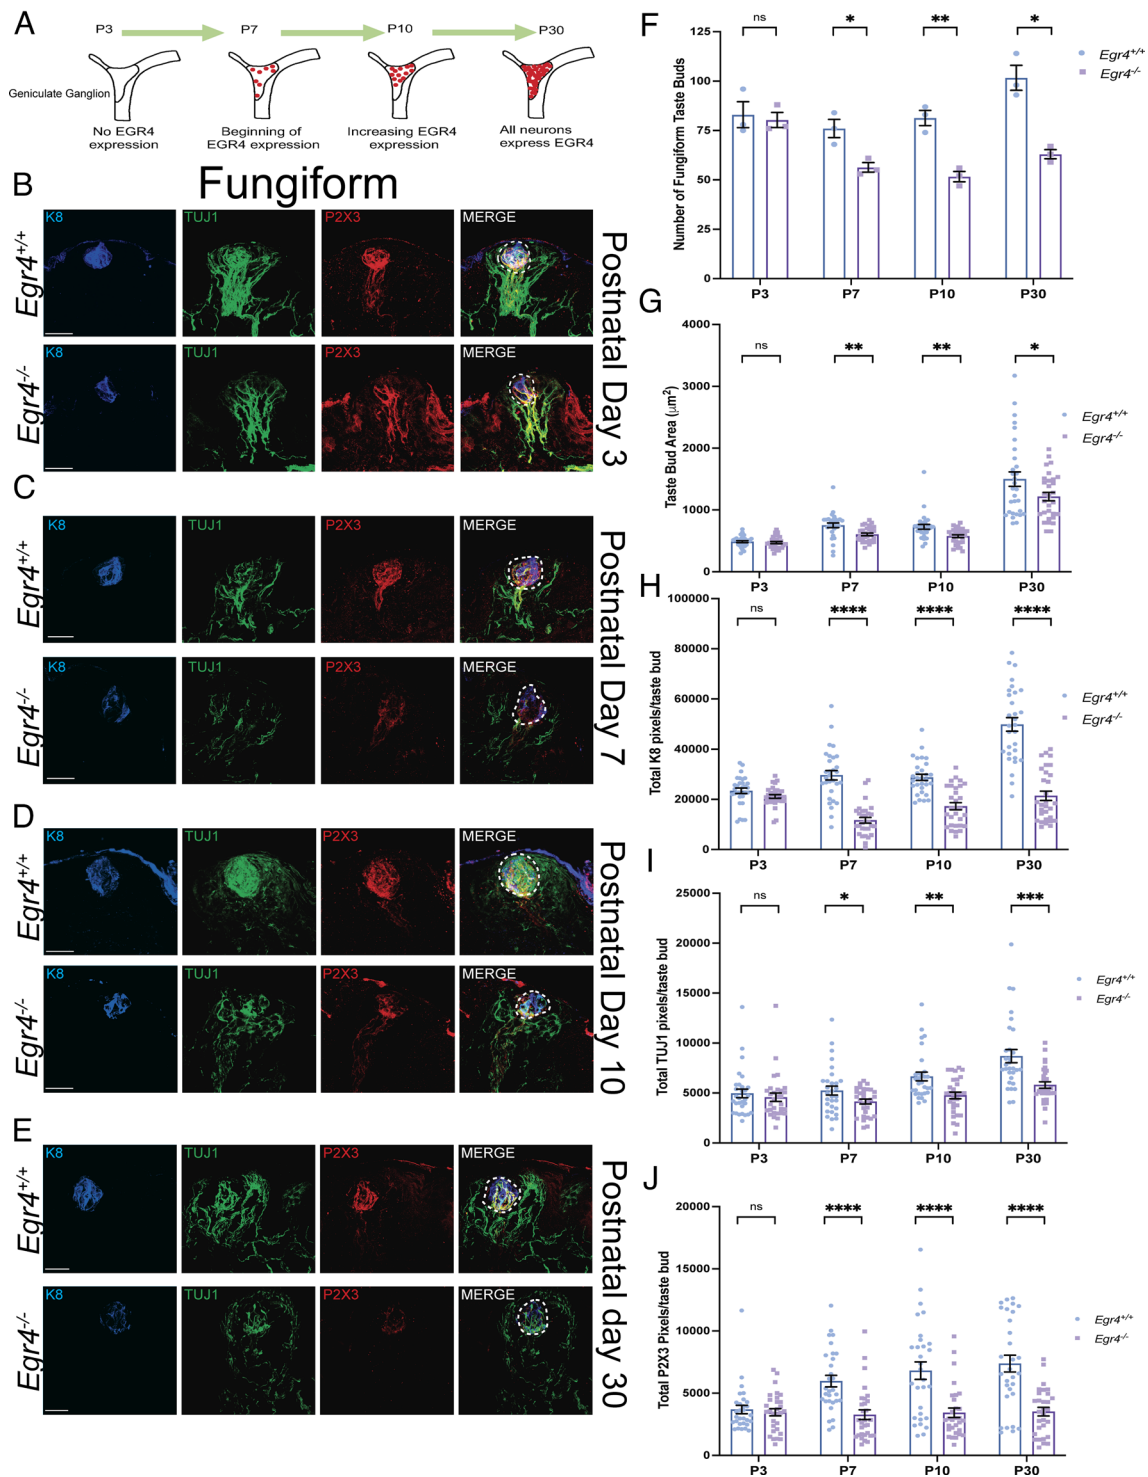 A
P3
P7
P10
P30
Geniculate Ganglion
No EGR4
expression
Beginning of
EGR4 expression
Increasing EGR4
expression
All neurons
express EGR4
Fungiform
B
Egr4+/+
K8
TUJ1
P2X3
MERGE
Egr4-/-
K8
TUJ1
P2X3
MERGE
Postnatal Day 3
C
Egr4+/+
K8
TUJ1
P2X3
MERGE
Egr4-/-
K8
TUJ1
P2X3
MERGE
Postnatal Day 7
D
Egr4+/+
K8
TUJ1
P2X3
MERGE
Egr4-/-
K8
TUJ1
P2X3
MERGE
Postnatal Day 10
E
Egr4+/+
K8
TUJ1
P2X3
MERGE
Egr4-/-
K8
TUJ1
P2X3
MERGE
Postnatal day 30
F
Number of Fungiform Taste Buds
125
100
75
50
25
0
ns
*
**
*
P3
P7
P10
P30
Egr4+/+
Egr4-/-
G
Taste Bud Area (μm2)
4000
3000
2000
1000
0
ns
**
**
*
P3
P7
P10
P30
Egr4+/+
Egr4-/-
H
Total K8 pixels/taste bud
100000
80000
60000
40000
20000
0
ns
****
****
****
P3
P7
P10
P30
Egr4+/+
Egr4-/-
I
Total TUJ1 pixels/taste bud
25000
20000
15000
10000
5000
0
ns
*
**
***
P3
P7
P10
P30
Egr4+/+
Egr4-/-
J
Total P2X3 Pixels/taste bud
20000
15000
10000
5000
0
ns
****
****
****
P3
P7
P10
P30
Egr4+/+
Egr4-/-